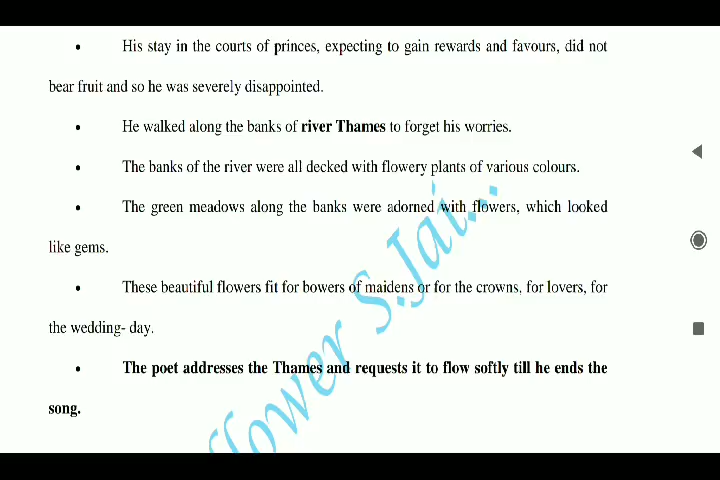 • His stay in the courts of princes, expecting to gain rewards and favours, did not
bear fruit and so he was severely disappointed.
• He walked along the banks of river Thames to forget his worries.
• The banks of the river were all decked with flowery plants of various colours.
• The green meadows along the banks were adorned with flowers, which looked
like gems.
• These beautiful flowers fit for bowers of maidens or for the crowns, for lovers, for
the wedding- day.
• The poet addresses the Thames and requests it to flow softly till he ends the
song.
flower S.Jai...